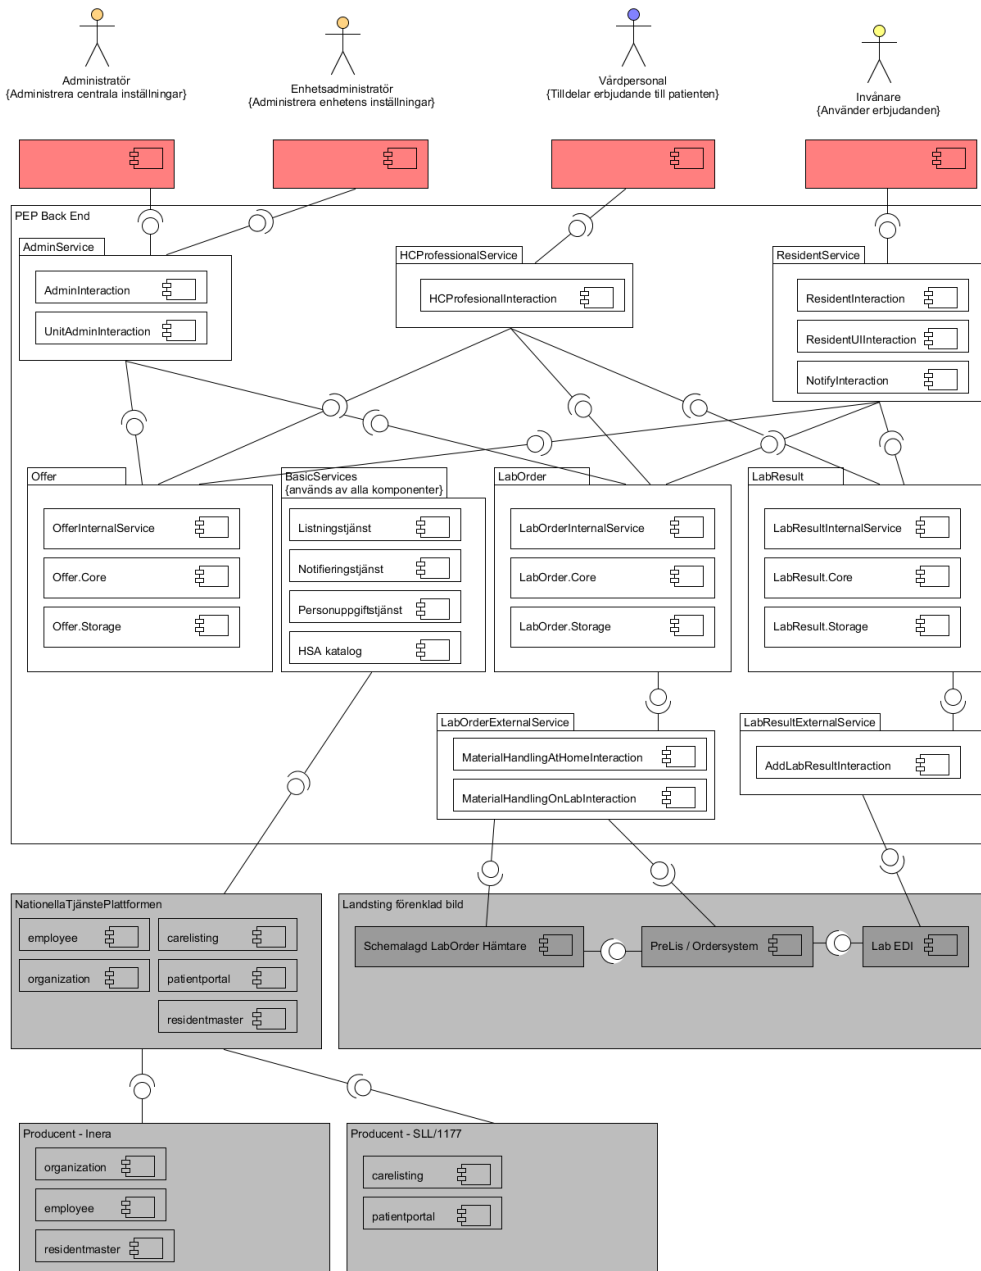 Administratör
{Administrera centrala inställningar}
Enhetsadministratör
{Administrera enhetens inställningar}
Vårdpersonal
{Tilldelar erbjudande till patienten}
Invånare
{Använder erbjudanden}
PEP Back End
AdminService
AdminInteraction
UnitAdminInteraction
HCProfessionalService
HCProfesionalInteraction
ResidentService
ResidentInteraction
ResidentUIInteraction
NotifyInteraction
Offer
OfferInternalService
Offer.Core
Offer.Storage
BasicServices
{används av alla komponenter}
Listningstjänst
Notifieringstjänst
Personuppgiftstjänst
HSA katalog
LabOrder
LabOrderInternalService
LabOrder.Core
LabOrder.Storage
LabResult
LabResultInternalService
LabResult.Core
LabResult.Storage
LabOrderExternalService
MaterialHandlingAtHomeInteraction
MaterialHandlingOnLabInteraction
LabResultExternalService
AddLabResultInteraction
NationellaTjänstePlattformen
employee
carelisting
organization
patientportal
residentmaster
Landsting förenklad bild
Schemalagd LabOrder Hämtare
PreLis / Ordersystem
Lab EDI
Producent - Inera
organization
employee
residentmaster
Producent - SLL/1177
carelisting
patientportal